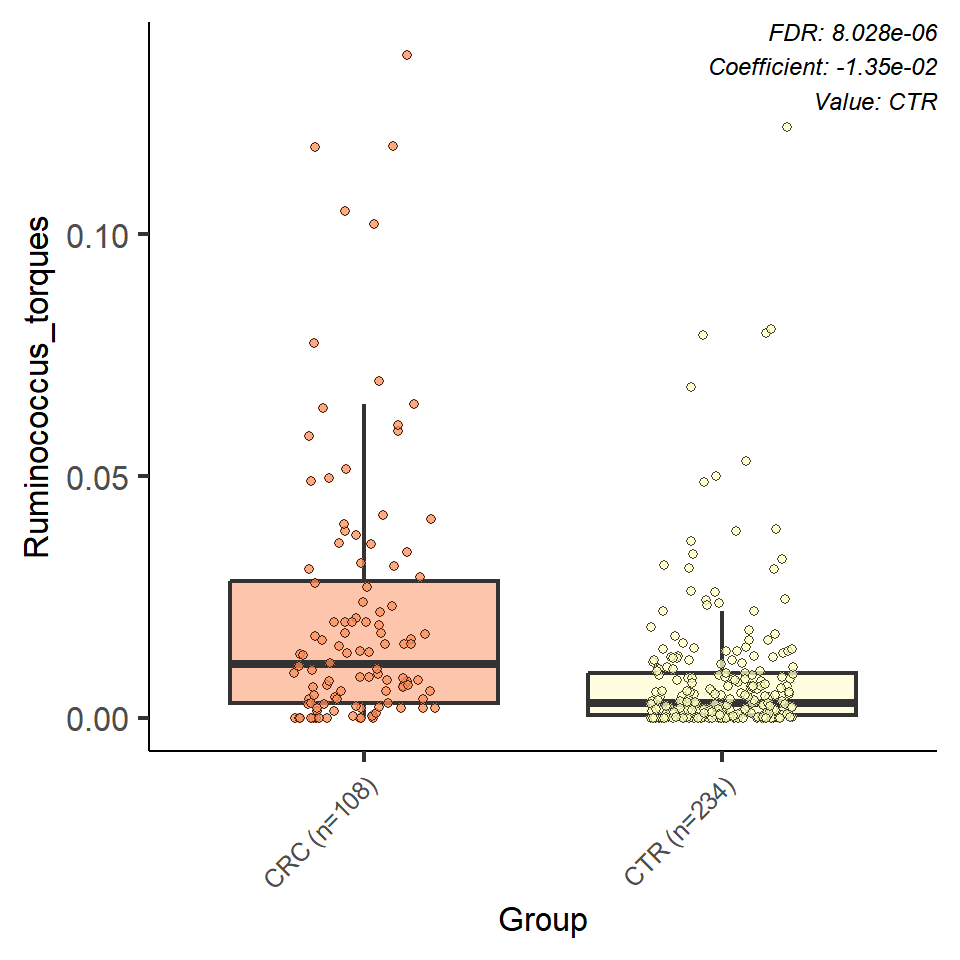 FDR: 8.028e-06
Coefficient: -1.35e-02
Value: CTR
Ruminococcus_torques
0.10
0.05
0.00
CRC (n=108)
CTR (n=234)
Group